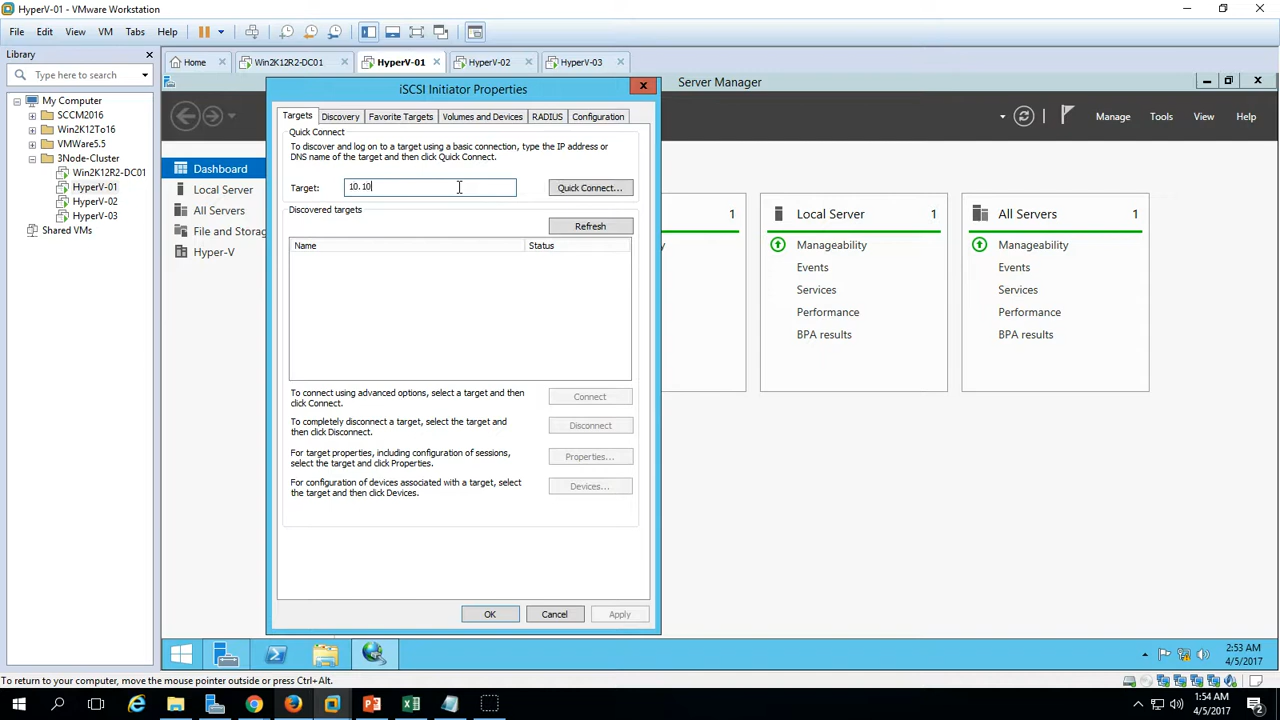 HyperV-01 - VMware Workstation
File Edit View VM Tabs Help
Library
Type here to search
My Computer
SCCM2016
Win2K12To16
VMware5.5
3Node-Cluster
Win2K12R2-DC01
HyperV-01
HyperV-02
HyperV-03
Shared VMs
Home Win2K12R2-DC01 HyperV-01 HyperV-02 HyperV-03
Server Manager
Manage Tools View Help
Dashboard
Local Server
All Servers
File and Storag
Hyper-V
iSCSI Initiator Properties
Targets Discovery Favorite Targets Volumes and Devices RADIUS Configuration
Quick Connect
To discover and log on to a target using a basic connection, type the IP address or
DNS name of the target and then click Quick Connect.
Target: 10.10 Quick Connect...
Discovered targets
Refresh
Name Status
To connect using advanced options, select a target and then
click Connect.
Connect
To completely disconnect a target, select the target and
then click Disconnect.
Disconnect
For target properties, including configuration of sessions,
select the target and click Properties.
Properties...
For configuration of devices associated with a target, select
the target and then click Devices.
Devices...
OK Cancel Apply
1
y
Local Server 1
Manageability
Events
Services
Performance
BPA results
All Servers 1
Manageability
Events
Services
Performance
BPA results
2:53 AM
4/5/2017
To return to your computer, move the mouse pointer outside or press Ctrl+Alt.
1:54 AM
4/5/2017
2